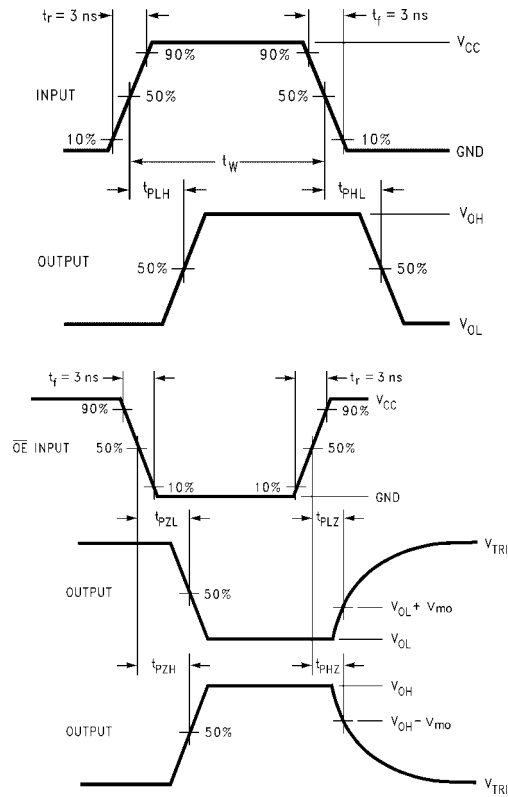 tr = 3 ns
tf = 3 ns
VCC
90%
90%
INPUT
50%
50%
10%
10%
GND
tW
tPLH
tPHL
VOH
OUTPUT
50%
50%
VOL
tf = 3 ns
tr = 3 ns
VCC
90%
90%
OE INPUT
50%
50%
10%
10%
GND
tPZL
tPLZ
VTRI
OUTPUT
50%
VOL + Vmo
VOL
tPZH
tPHZ
VOH
VOH − Vmo
OUTPUT
50%
VTRI